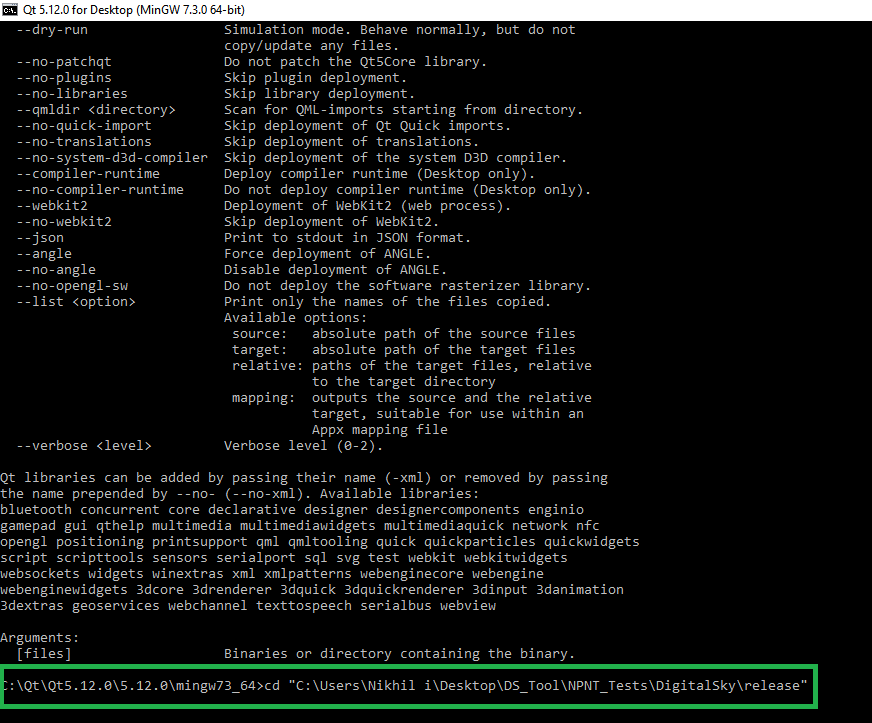 Qt 5.12.0 for Desktop (MinGW 7.3.0 64-bit)
--dry-run Simulation mode. Behave normally, but do not
copy/update any files.
--no-patchqt Do not patch the Qt5Core library.
--no-plugins Skip plugin deployment.
--no-libraries Skip library deployment.
--qmldir <directory> Scan for QML-imports starting from directory.
--no-quick-import Skip deployment of Qt Quick imports.
--no-translations Skip deployment of translations.
--no-system-d3d-compiler Skip deployment of the system D3D compiler.
--compiler-runtime Deploy compiler runtime (Desktop only).
--no-compiler-runtime Do not deploy compiler runtime (Desktop only).
--webkit2 Deployment of WebKit2 (web process).
--no-webkit2 Skip deployment of WebKit2.
--json Print to stdout in JSON format.
--angle Force deployment of ANGLE.
--no-angle Disable deployment of ANGLE.
--no-opengl-sw Do not deploy the software rasterizer library.
--list <option> Print only the names of the files copied.
Available options:
source: absolute path of the source files
target: absolute path of the target files
relative: paths of the target files, relative
to the target directory
mapping: outputs the source and the relative
target, suitable for use within an
Appx mapping file
--verbose <level> Verbose level (0-2).
Qt libraries can be added by passing their name (-xml) or removed by passing
the name prepended by --no- (--no-xml). Available libraries:
bluetooth concurrent core declarative designer designercomponents enginio
gamepad gui qthelp multimedia multimediawidgets multimediaquick network nfc
opengl positioning printsupport qml qmltooling quick quickparticles quickwidgets
script scripttools sensors serialport sql svg test webkit webkitwidgets
websockets widgets winextras xml xmlpatterns webenginecore webengine
webenginewidgets 3dcore 3drenderer 3dquick 3dquickrenderer 3dinput 3danimation
3dextras geoservices webchannel texttospeech serialbus webview
Arguments:
[files] Binaries or directory containing the binary.
C:\Qt\Qt5.12.0\5.12.0\mingw73_64>cd "C:\Users\Nikhil i\Desktop\DS_Tool\NPNT_Tests\DigitalSky\release"